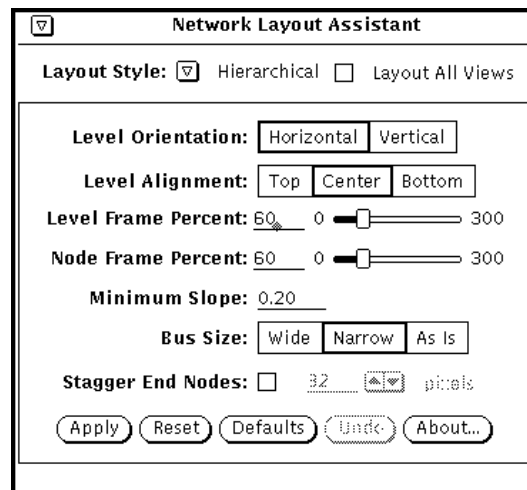 Network Layout Assistant
Layout Style: Hierarchical Layout All Views
Level Orientation: Horizontal Vertical
Level Alignment: Top Center Bottom
Level Frame Percent: 60 0 300
Node Frame Percent: 60 0 300
Minimum Slope: 0.20
Bus Size: Wide Narrow As Is
Stagger End Nodes: 32 pixels
Apply Reset Defaults Undo About...